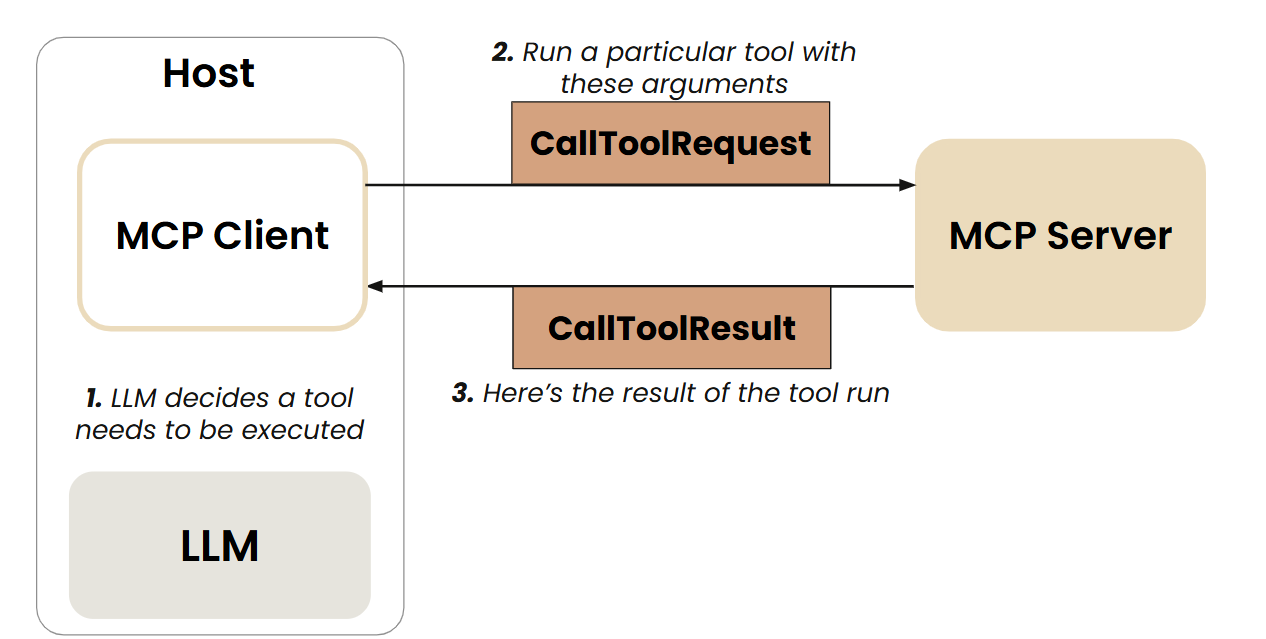 Host
2. Run a particular tool with
these arguments
CallToolRequest
MCP Client
MCP Server
CallToolResult
1. LLM decides a tool
needs to be executed
3. Here’s the result of the tool run
LLM